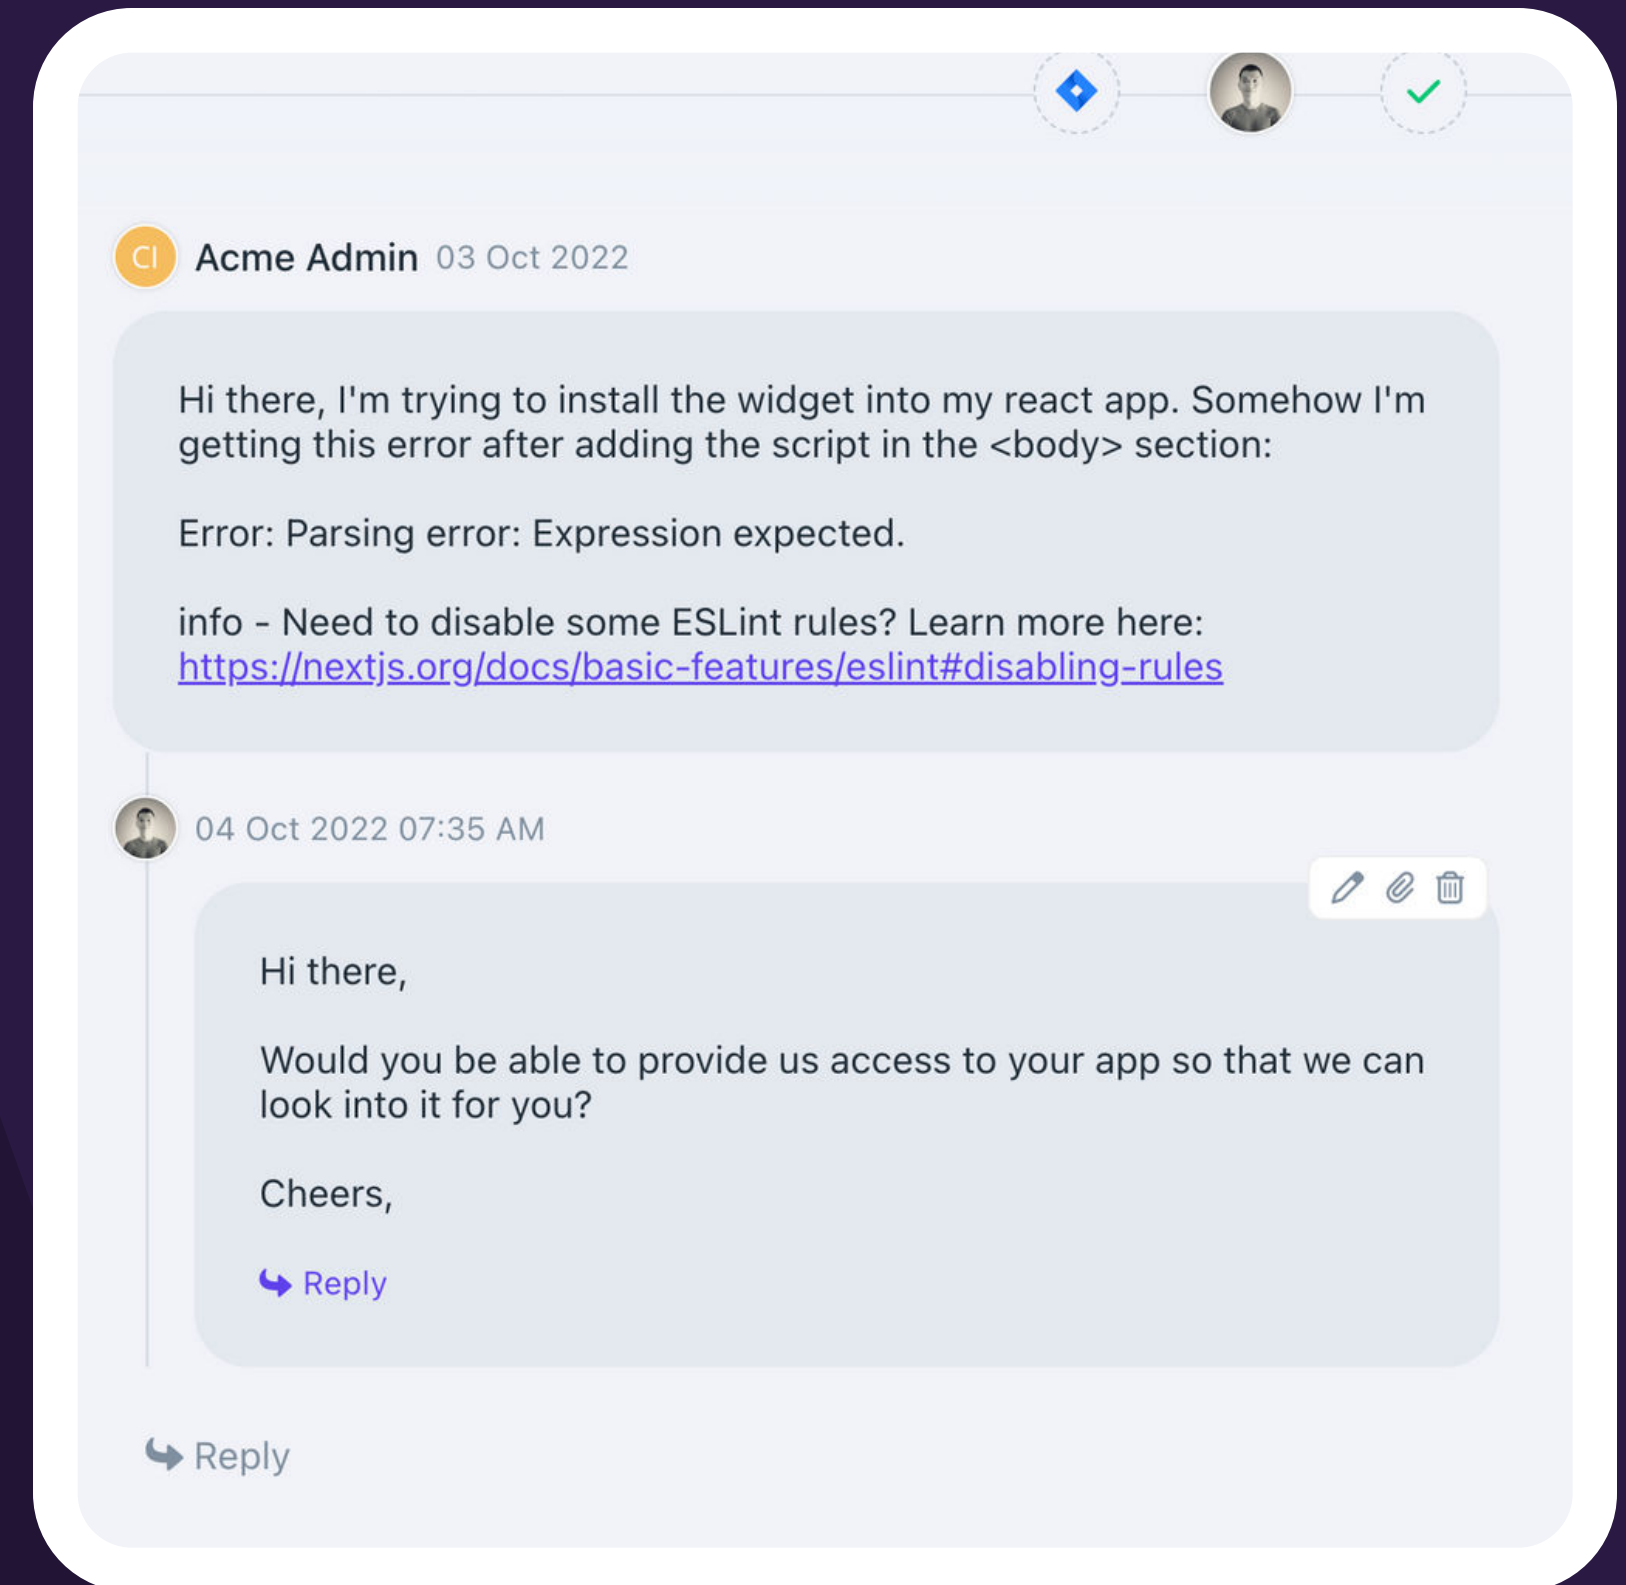 CI Acme Admin 03 Oct 2022
Hi there, I'm trying to install the widget into my react app. Somehow I'm
getting this error after adding the script in the <body> section:
Error: Parsing error: Expression expected.
info - Need to disable some ESLint rules? Learn more here:
https://nextjs.org/docs/basic-features/eslint#disabling-rules
04 Oct 2022 07:35 AM
Hi there,
Would you be able to provide us access to your app so that we can
look into it for you?
Cheers,
Reply
Reply